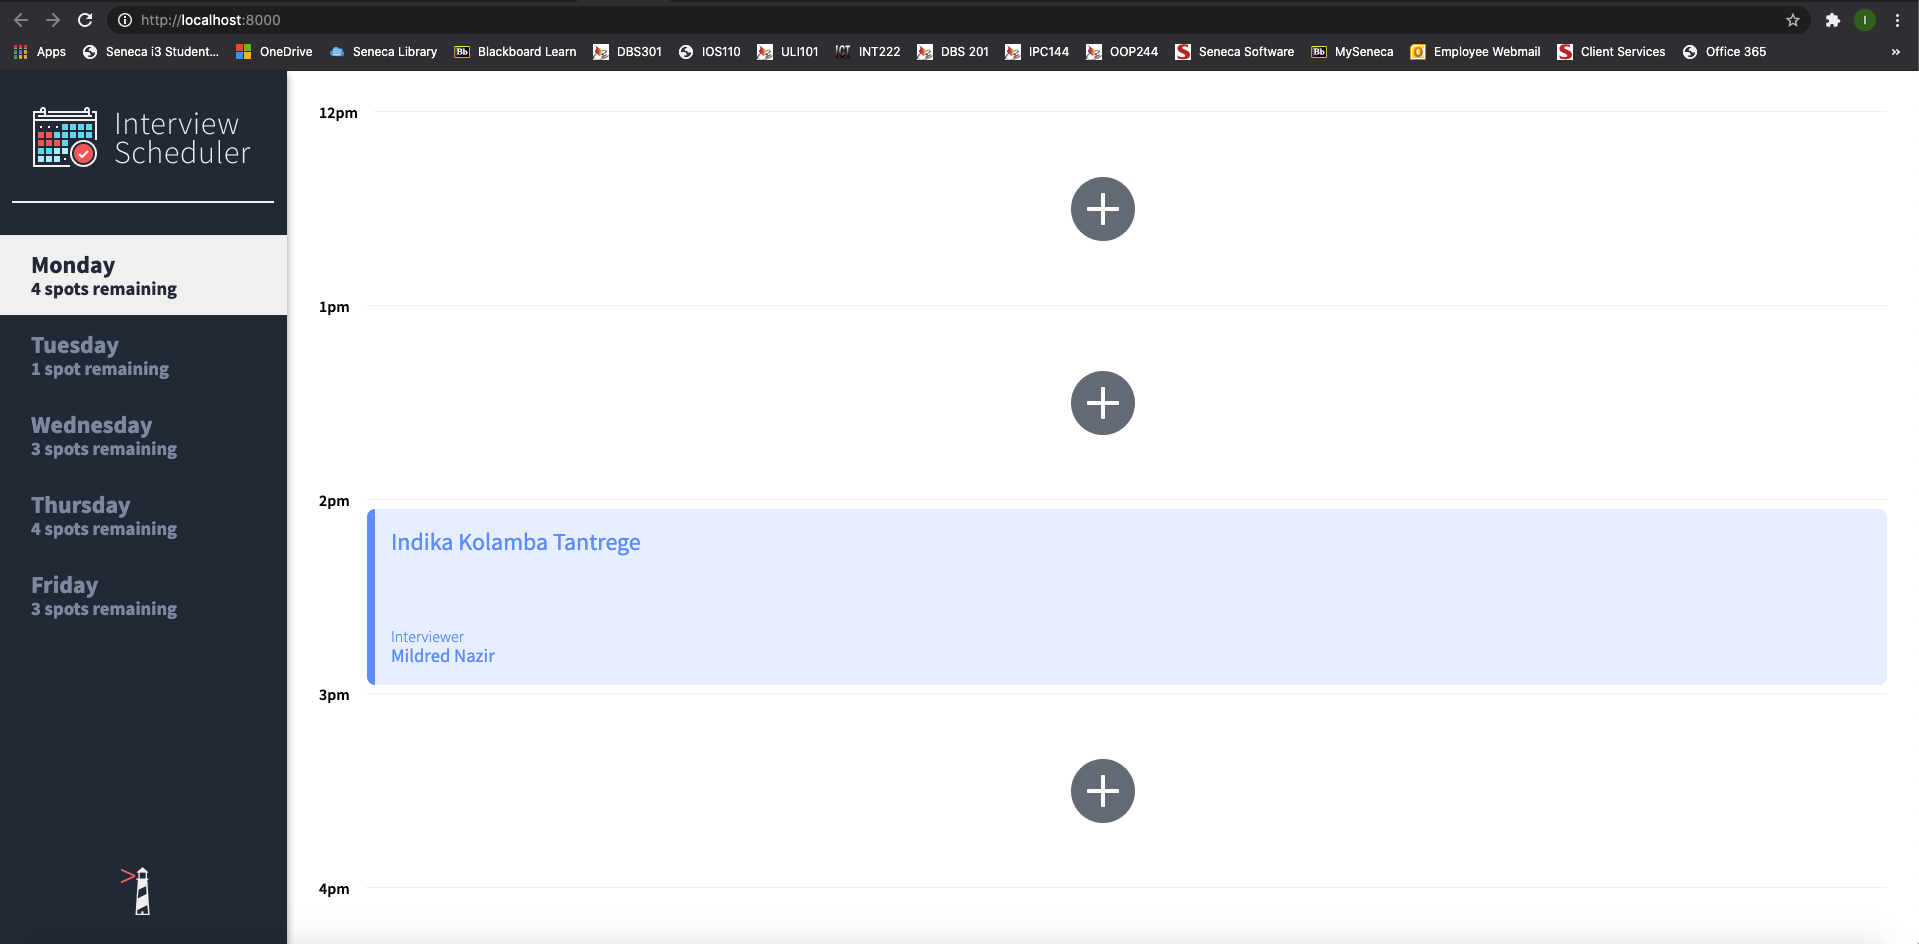 http://localhost:8000
I
Apps Seneca i3 Student... OneDrive Seneca Library Bb Blackboard Learn DBS301 IOS110 ULI101 ICT INT222 DBS 201 IPC144 OOP244 S Seneca Software Bb MySeneca Employee Webmail S Client Services Office 365 »
Interview
Scheduler
Monday
4 spots remaining
Tuesday
1 spot remaining
Wednesday
3 spots remaining
Thursday
4 spots remaining
Friday
3 spots remaining
12pm
1pm
2pm
Indika Kolamba Tantrege
Interviewer
Mildred Nazir
3pm
4pm